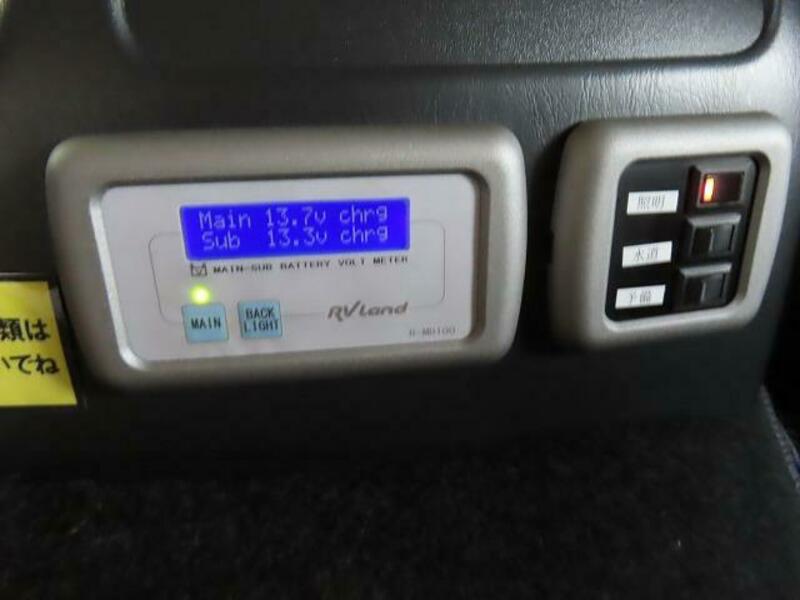 Main 13.7v chrg
Sub 13.3v chrg
MAIN-SUB BATTERY VOLT METER
MAIN
BACK
LIGHT
RVLand
照明
水道
予備
類は
いてね